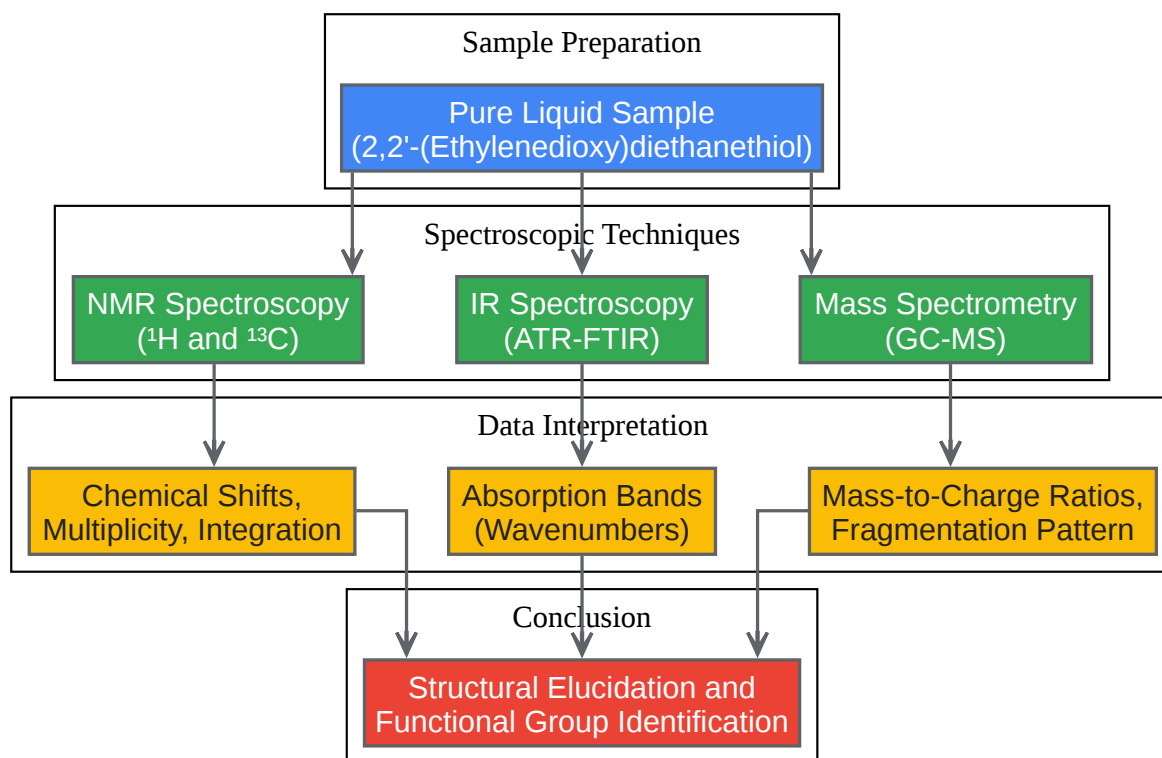 Sample Preparation
Pure Liquid Sample
(2,2'-(Ethylenedioxy)diethanethiol)
Spectroscopic Techniques
NMR Spectroscopy
(¹H and ¹³C)
IR Spectroscopy
(ATR-FTIR)
Mass Spectrometry
(GC-MS)
Data Interpretation
Chemical Shifts,
Multiplicity, Integration
Absorption Bands
(Wavenumbers)
Mass-to-Charge Ratios,
Fragmentation Pattern
Conclusion
Structural Elucidation and
Functional Group Identification